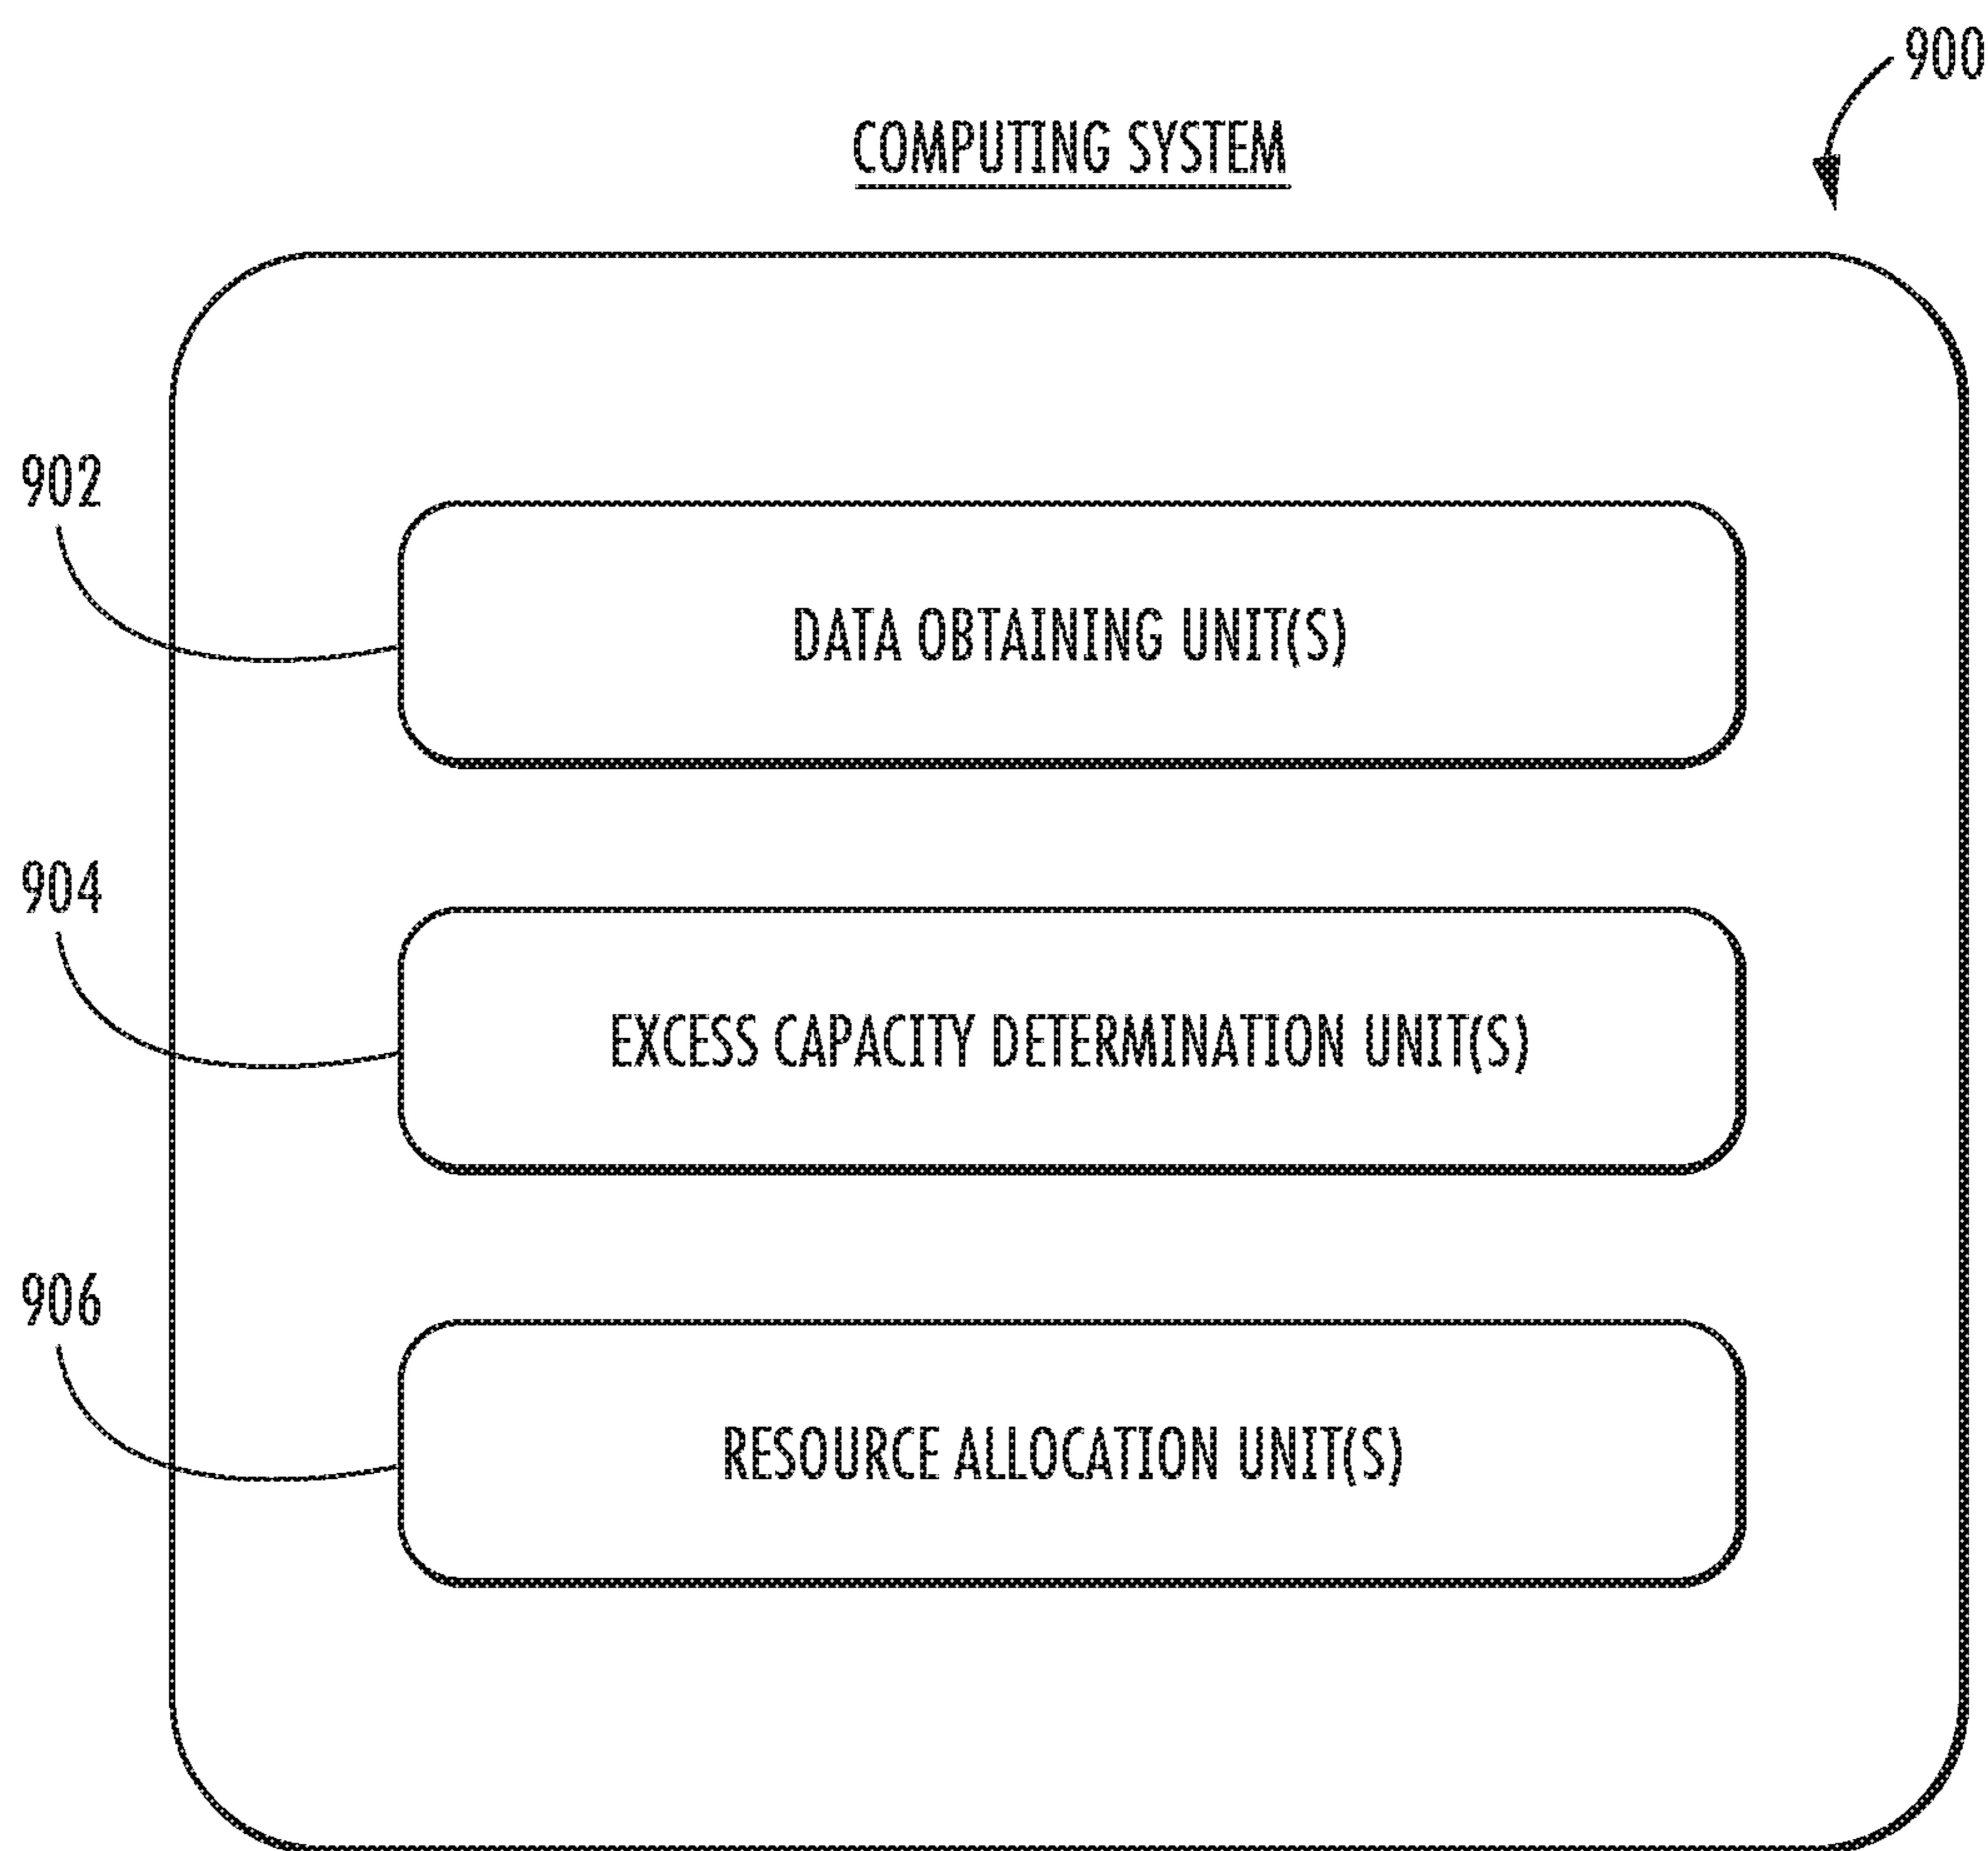 900
COMPUTING SYSTEM
902
DATA OBTAINING UNIT(S)
904
EXCESS CAPACITY DETERMINATION UNIT(S)
906
RESOURCE ALLOCATION UNIT(S)